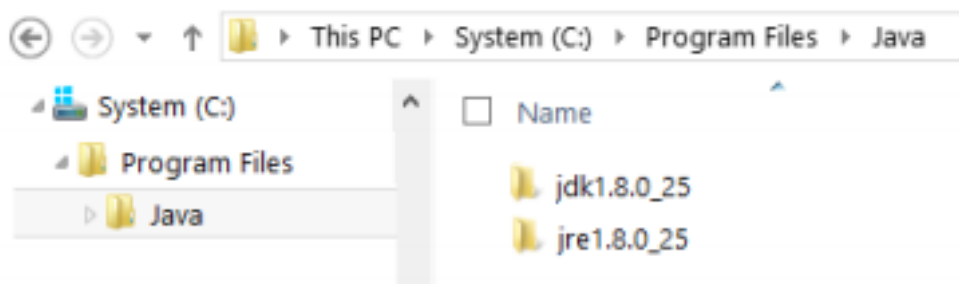 This PC System (C:) Program Files Java
System (C:)
Program Files
Java
Name
jdk1.8.0_25
jre1.8.0_25